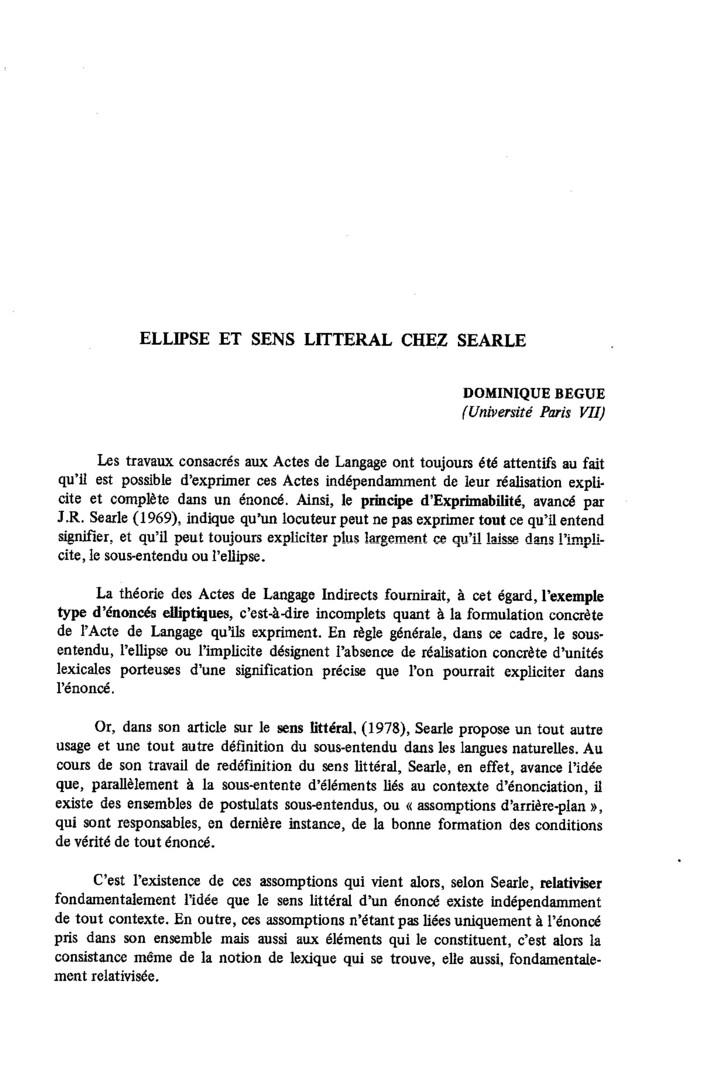 ELLIPSE ET SENS LITTERAL CHEZ SEARLE
DOMINIQUE BEGUE
(Université Paris VII)
Les travaux consacrés aux Actes de Langage ont toujours été attentifs au fait
qu'il est possible d'exprimer ces Actes indépendamment de leur réalisation expli-
cite et complète dans un énoncé. Ainsi, le principe d'Exprimabilité, avancé par
J.R. Searle (1969), indique qu'un locuteur peut ne pas exprimer tout ce qu'il entend
signifier, et qu'il peut toujours expliciter plus largement ce qu'il laisse dans l'impli-
cite, le sous-entendu ou l'ellipse.
La théorie des Actes de Langage Indirects fournirait, à cet égard, l'exemple
type d'énoncés elliptiques, c'est-à-dire incomplets quant à la formulation concrète
de l'Acte de Langage qu'ils expriment. En règle générale, dans ce cadre, le sous-
entendu, l'ellipse ou l'implicite désignent l'absence de réalisation concrète d'unités
lexicales porteuses d'une signification précise que l'on pourrait expliciter dans
l'énoncé.
Or, dans son article sur le sens littéral, (1978), Searle propose un tout autre
usage et une tout autre définition du sous-entendu dans les langues naturelles. Au
cours de son travail de redéfinition du sens littéral, Searle, en effet, avance l'idée
que, parallèlement à la sous-entente d'éléments liés au contexte d'énonciation, il
existe des ensembles de postulats sous-entendus, ou « assomptions d'arrière-plan »,
qui sont responsables, en dernière instance, de la bonne formation des conditions
de vérité de tout énoncé.
C'est l'existence de ces assomptions qui vient alors, selon Searle, relativiser
fondamentalement l'idée que le sens littéral d'un énoncé existe indépendamment
de tout contexte. En outre, ces assomptions n'étant pas liées uniquement à l'énoncé
pris dans son ensemble mais aussi aux éléments qui le constituent, c'est alors la
consistance même de la notion de lexique qui se trouve, elle aussi, fondamentale-
ment relativisée.